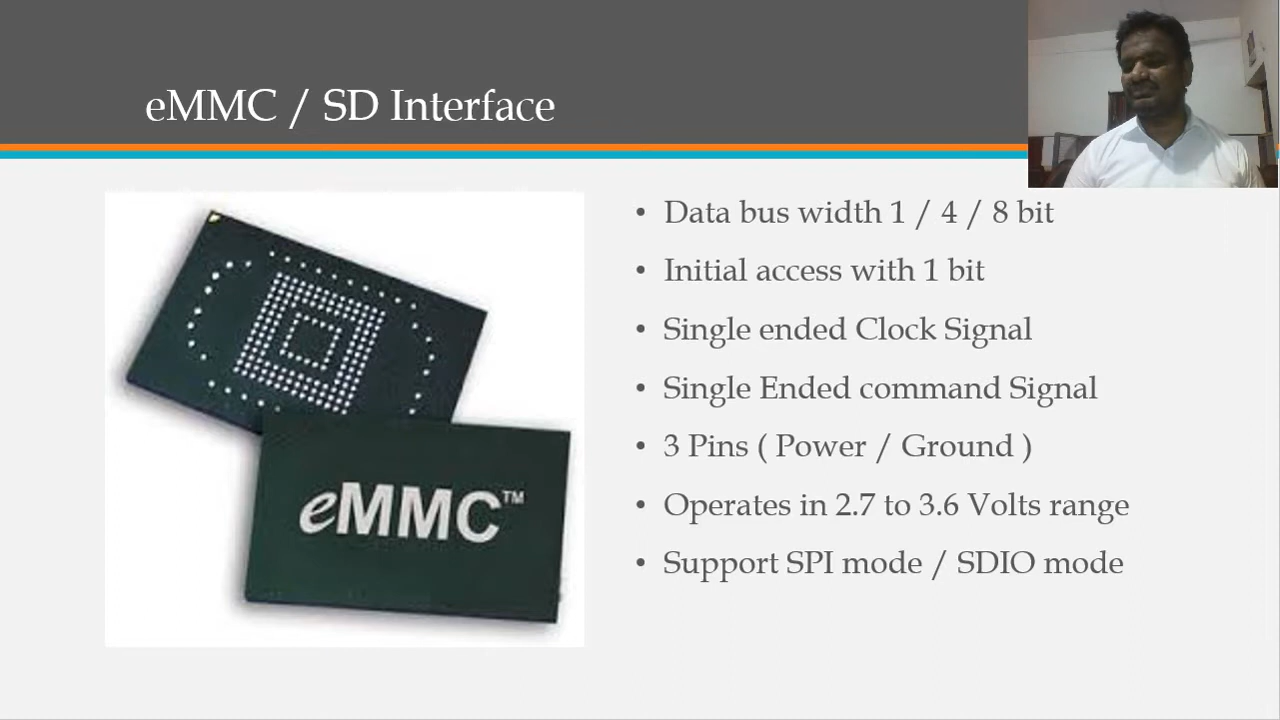 eMMC / SD Interface
• Data bus width 1 / 4 / 8 bit
• Initial access with 1 bit
• Single ended Clock Signal
• Single Ended command Signal
• 3 Pins ( Power / Ground )
• Operates in 2.7 to 3.6 Volts range
• Support SPI mode / SDIO mode
eMMC™